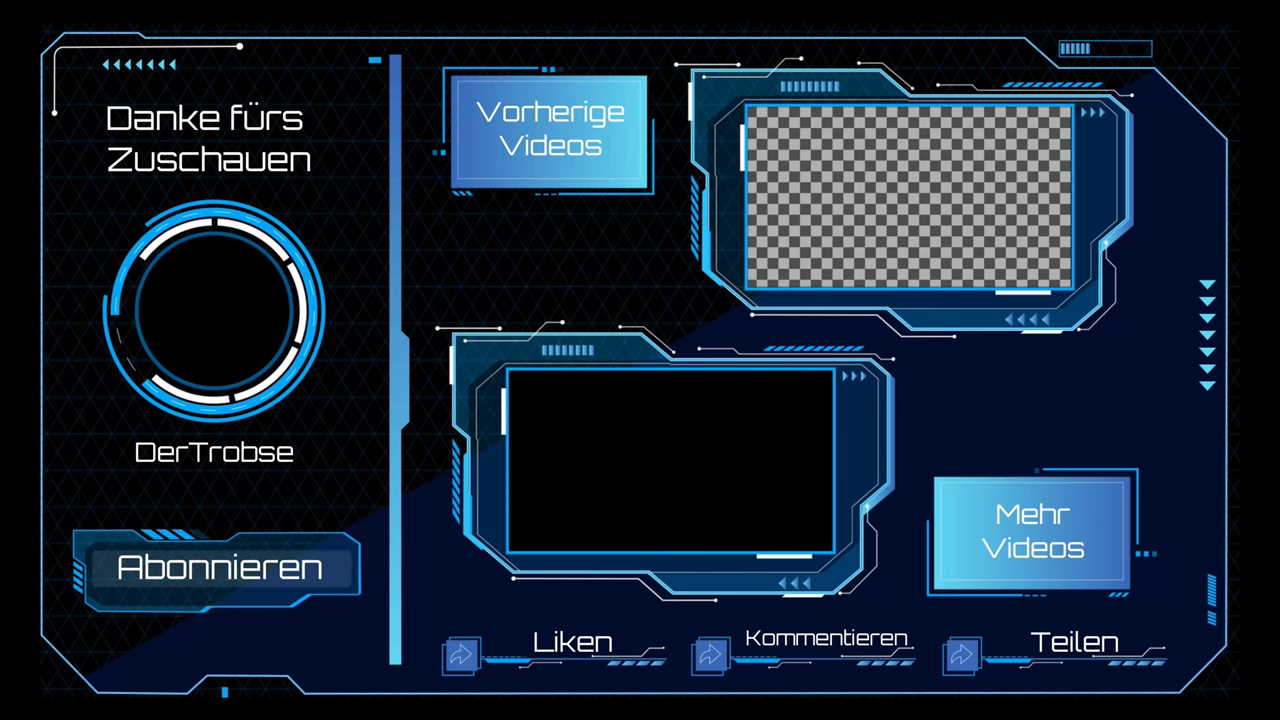 Danke fürs
Zuschauen
DerTrobse
Abonnieren
Vorherige
Videos
Mehr
Videos
Liken
Kommentieren
Teilen